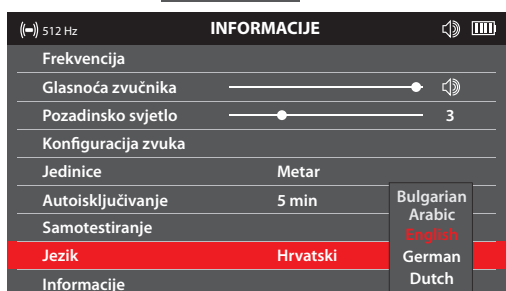 512 Hz INFORMACIJE
Frekvencija
Glasnoća zvučnika
Pozadinsko svjetlo 3
Konfiguracija zvuka
Jedinice Metar
Autoisključivanje 5 min
Samotestiranje
Jezik Hrvatski
Informacije
Bulgarian
Arabic
English
German
Dutch